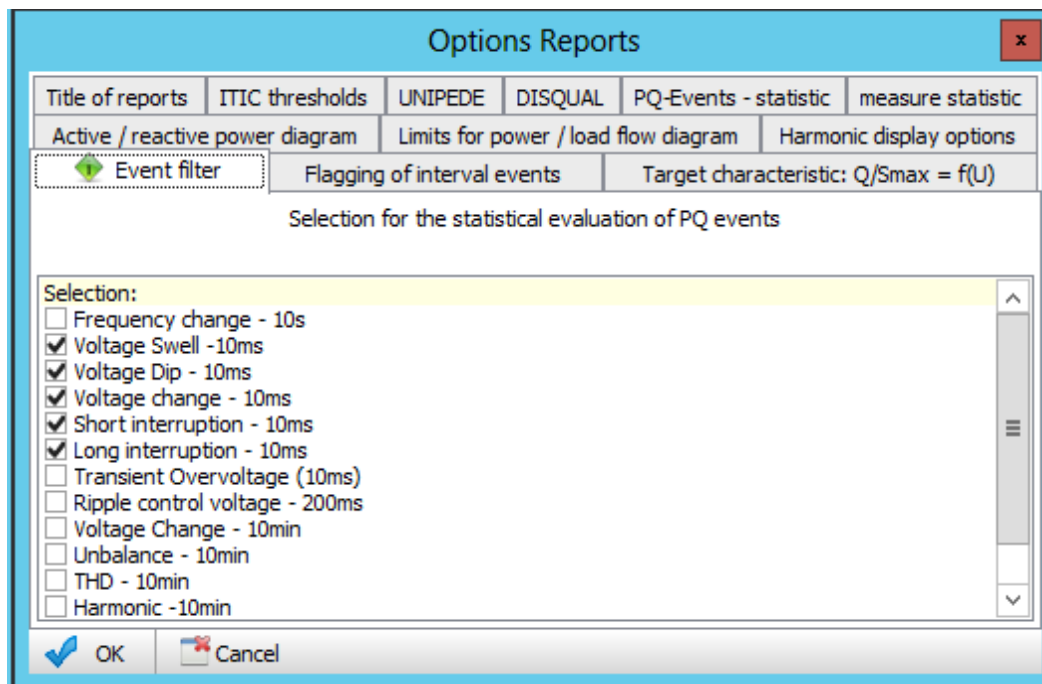 Options Reports
x
Title of reports ITIC thresholds UNIPEDE DISQUAL PQ-Events - statistic measure statistic
Active / reactive power diagram Limits for power / load flow diagram Harmonic display options
Event filter Flagging of interval events Target characteristic: Q/Smax = f(U)
Selection for the statistical evaluation of PQ events
Selection:
Frequency change - 10s
Voltage Swell -10ms
Voltage Dip - 10ms
Voltage change - 10ms
Short interruption - 10ms
Long interruption - 10ms
Transient Overvoltage (10ms)
Ripple control voltage - 200ms
Voltage Change - 10min
Unbalance - 10min
THD - 10min
Harmonic -10min
OK Cancel